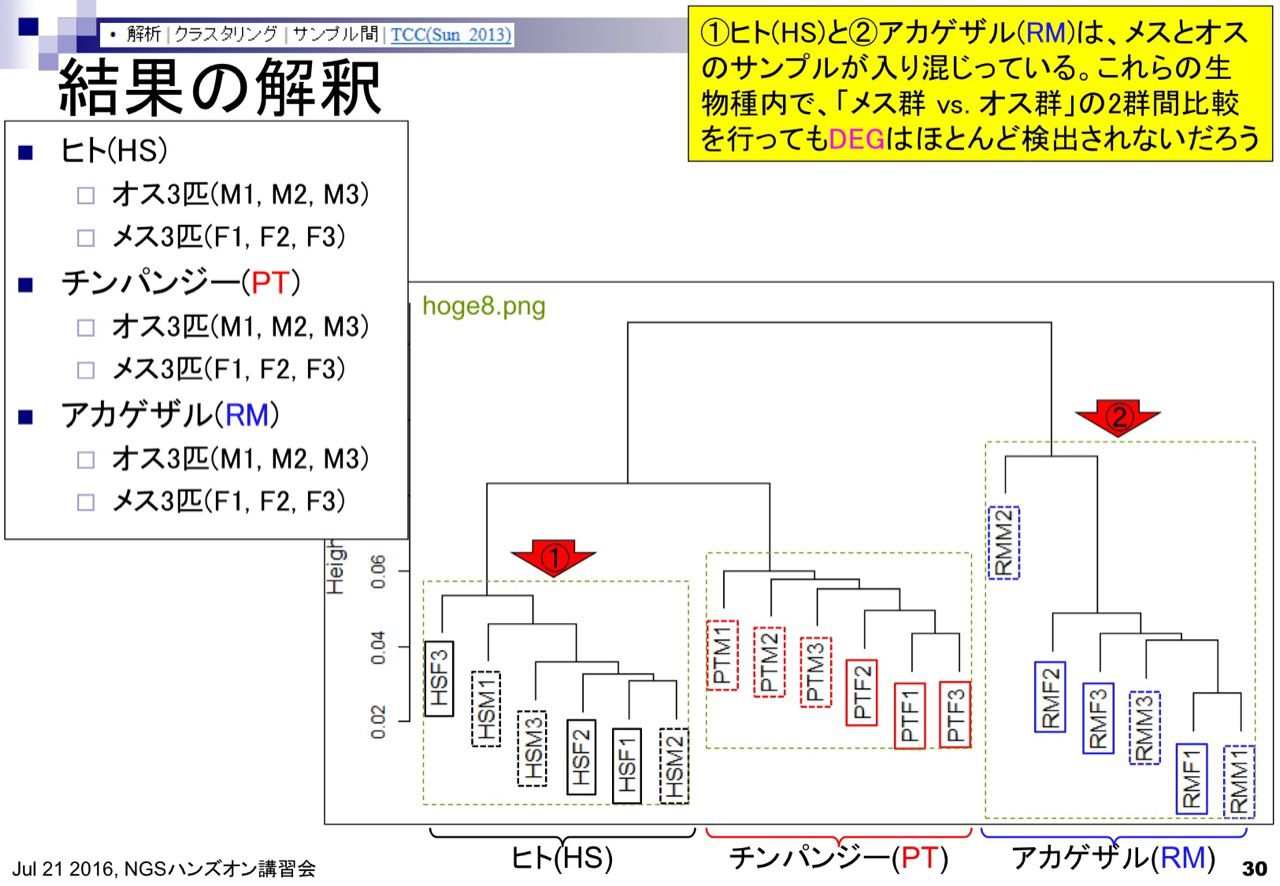 • 解析 | クラスタリング | サンプル間 | TCC(Sun_2013)
結果の解釈
①ヒト(HS)と②アカゲザル(RM)は、メスとオス
のサンプルが入り混じっている。これらの生
物種内で、「メス群 vs. オス群」の2群間比較
を行ってもDEGはほとんど検出されないだろう
ヒト(HS)
オス3匹(M1, M2, M3)
メス3匹(F1, F2, F3)
チンパンジー(PT)
オス3匹(M1, M2, M3)
メス3匹(F1, F2, F3)
アカゲザル(RM)
オス3匹(M1, M2, M3)
メス3匹(F1, F2, F3)
hoge8.png
Heigh
0.06
0.04
0.02
①
②
HSF3
HSM1
HSM3
HSF2
HSF1
HSM2
PTM1
PTM2
PTM3
PTF2
PTF1
PTF3
RMM2
RMF2
RMF3
RMM3
RMF1
RMM1
ヒト(HS)
チンパンジー(PT)
アカゲザル(RM)
Jul 21 2016, NGSハンズオン講習会
30